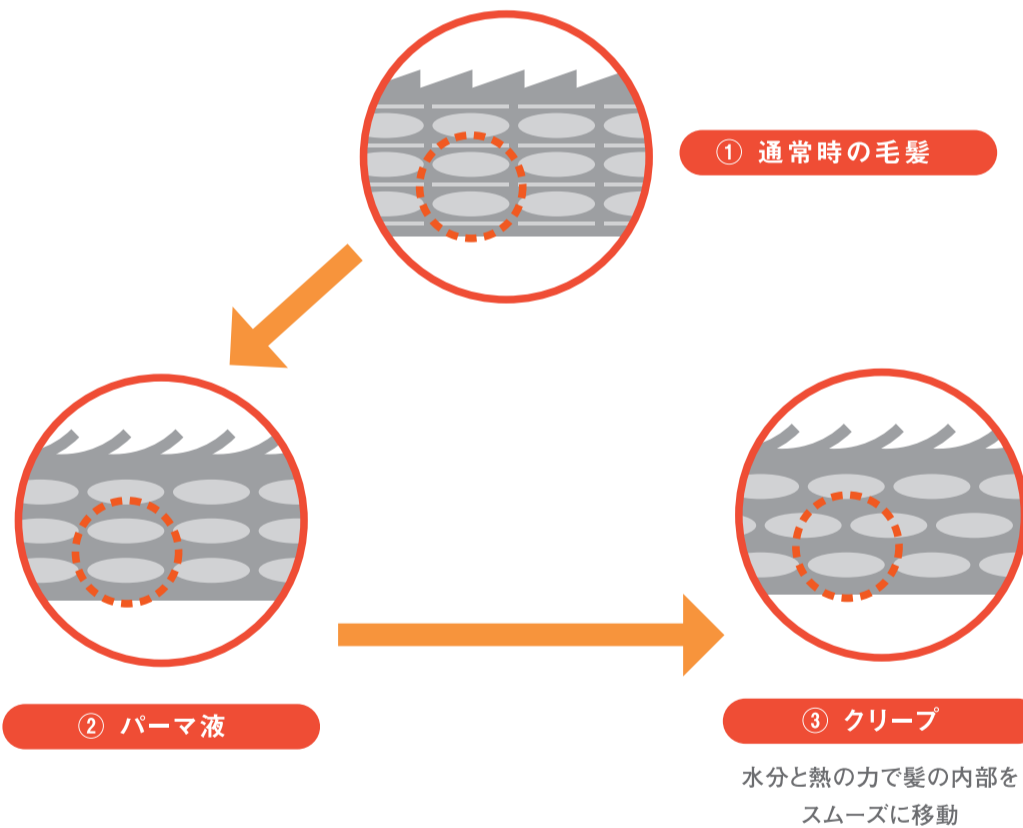 ① 通常時の毛髪
② パーマ液
③ クリープ
水分と熱の力で髪の内部を
スムーズに移動